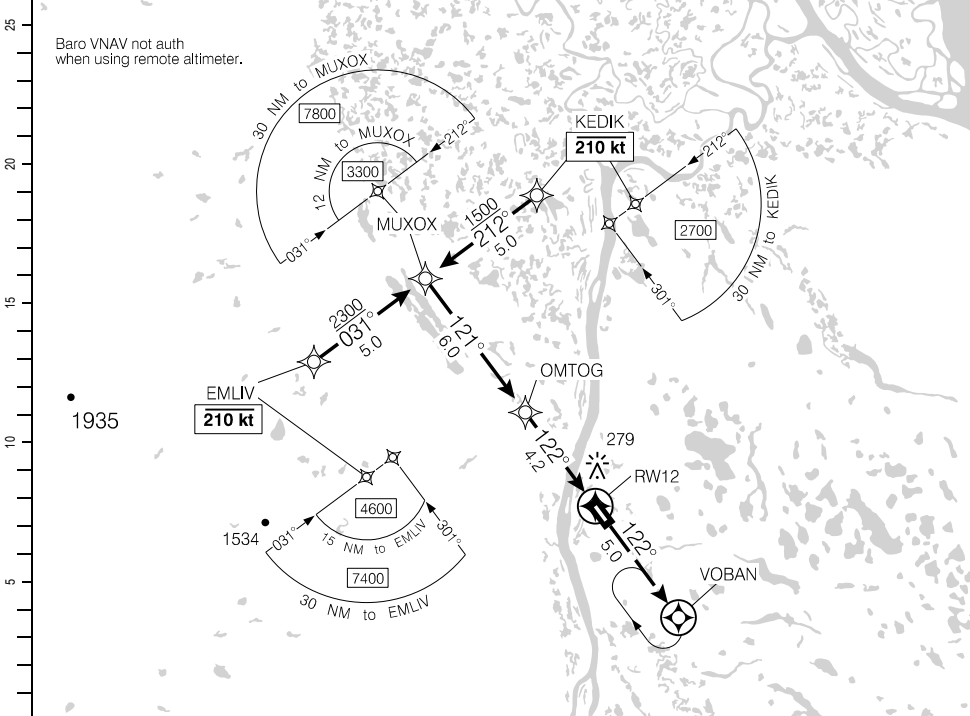 25
Baro VNAV not auth
when using remote altimeter.
30 NM to MUXOX
7800
12 NM to MUXOX
3300
212°
031°
MUXOX
KEDIK
210 kt
212°
2700
30 NM to KEDIK
301°
20
1500
212°
5.0
15
2300
031°
5.0
121°
6.0
EMLIV
210 kt
OMTOG
1935
10
122°
4.2
279
RW12
4600
15 NM to EMLIV
031°
301°
1534
7400
30 NM to EMLIV
122°
5.0
5
VOBAN